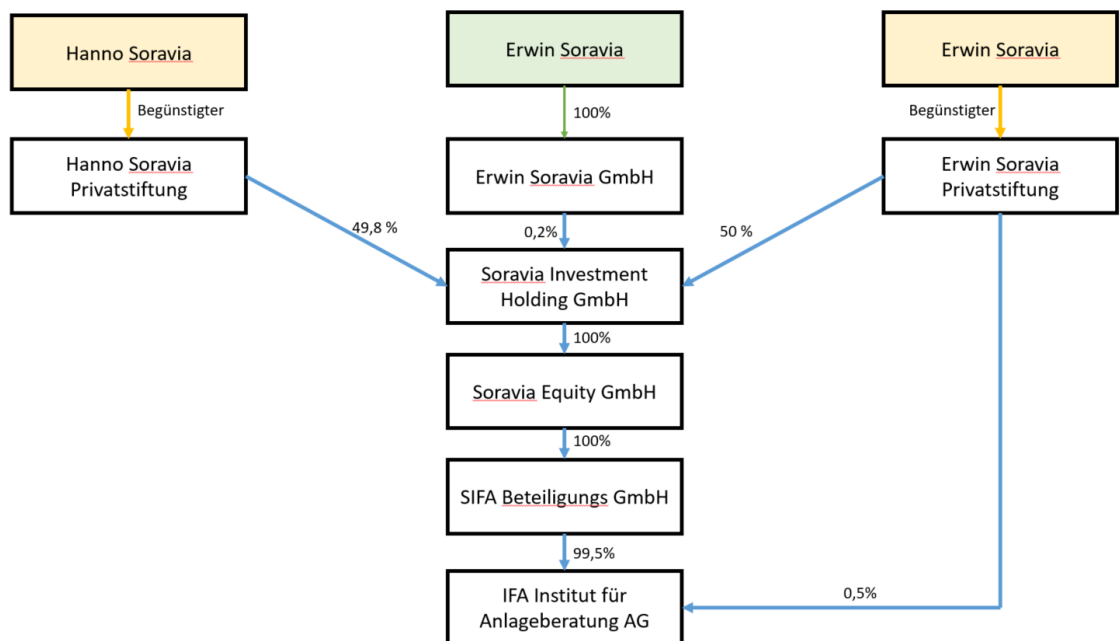 Hanno Soravia
Erwin Soravia
Erwin Soravia
Begünstigter
100%
Begünstigter
Hanno Soravia
Privatstiftung
Erwin Soravia GmbH
Erwin Soravia
Privatstiftung
49,8 %
0,2%
50 %
Soravia Investment
Holding GmbH
100%
Soravia Equity GmbH
100%
SIFA Beteiligungs GmbH
99,5%
IFA Institut für
Anlageberatung AG
0,5%